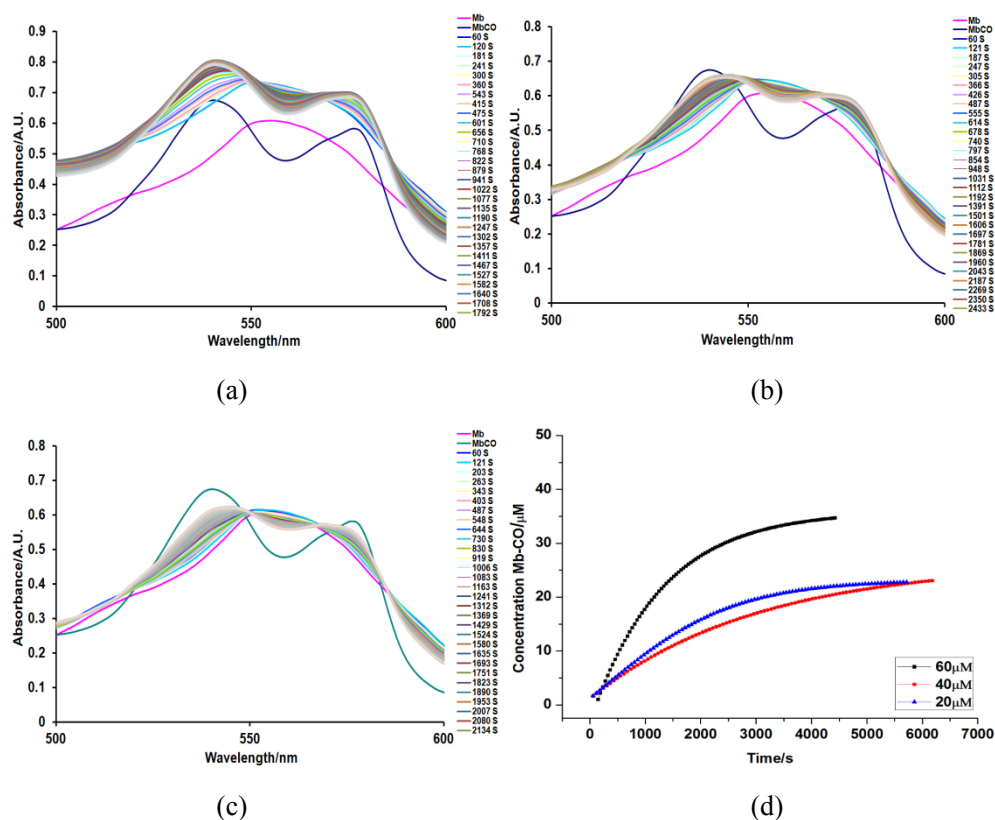 0.9
0.8
0.7
0.6
0.5
0.4
0.3
0.2
0.1
0
Absorbance/A.U.
500
550
600
Wavelength/nm
Mb
MbCO
60 S
120 S
181 S
241 S
300 S
360 S
543 S
415 S
475 S
601 S
656 S
710 S
768 S
822 S
879 S
941 S
1022 S
1077 S
1135 S
1190 S
1247 S
1302 S
1357 S
1411 S
1467 S
1527 S
1582 S
1640 S
1708 S
1792 S
(a)
0.8
0.7
0.6
0.5
0.4
0.3
0.2
0.1
0
Absorbance/A.U.
500
550
600
Wavelength/nm
Mb
MbCO
60 S
121 S
187 S
247 S
305 S
366 S
426 S
487 S
555 S
614 S
678 S
740 S
797 S
854 S
948 S
1031 S
1112 S
1192 S
1391 S
1501 S
1606 S
1697 S
1781 S
1869 S
1960 S
2043 S
2187 S
2269 S
2350 S
2433 S
(b)
0.8
0.7
0.6
0.5
0.4
0.3
0.2
0.1
0
Absorbance/A.U.
500
550
600
Wavelength/nm
Mb
MbCO
60 S
121 S
203 S
263 S
343 S
403 S
487 S
548 S
644 S
730 S
830 S
919 S
1006 S
1083 S
1163 S
1241 S
1312 S
1369 S
1429 S
1524 S
1580 S
1635 S
1693 S
1751 S
1823 S
1890 S
1953 S
2007 S
2080 S
2134 S
(c)
50
40
30
20
10
0
Concentration Mb-CO/μM
0
1000
2000
3000
4000
5000
6000
7000
Time/s
60μM
40μM
20μM
(d)